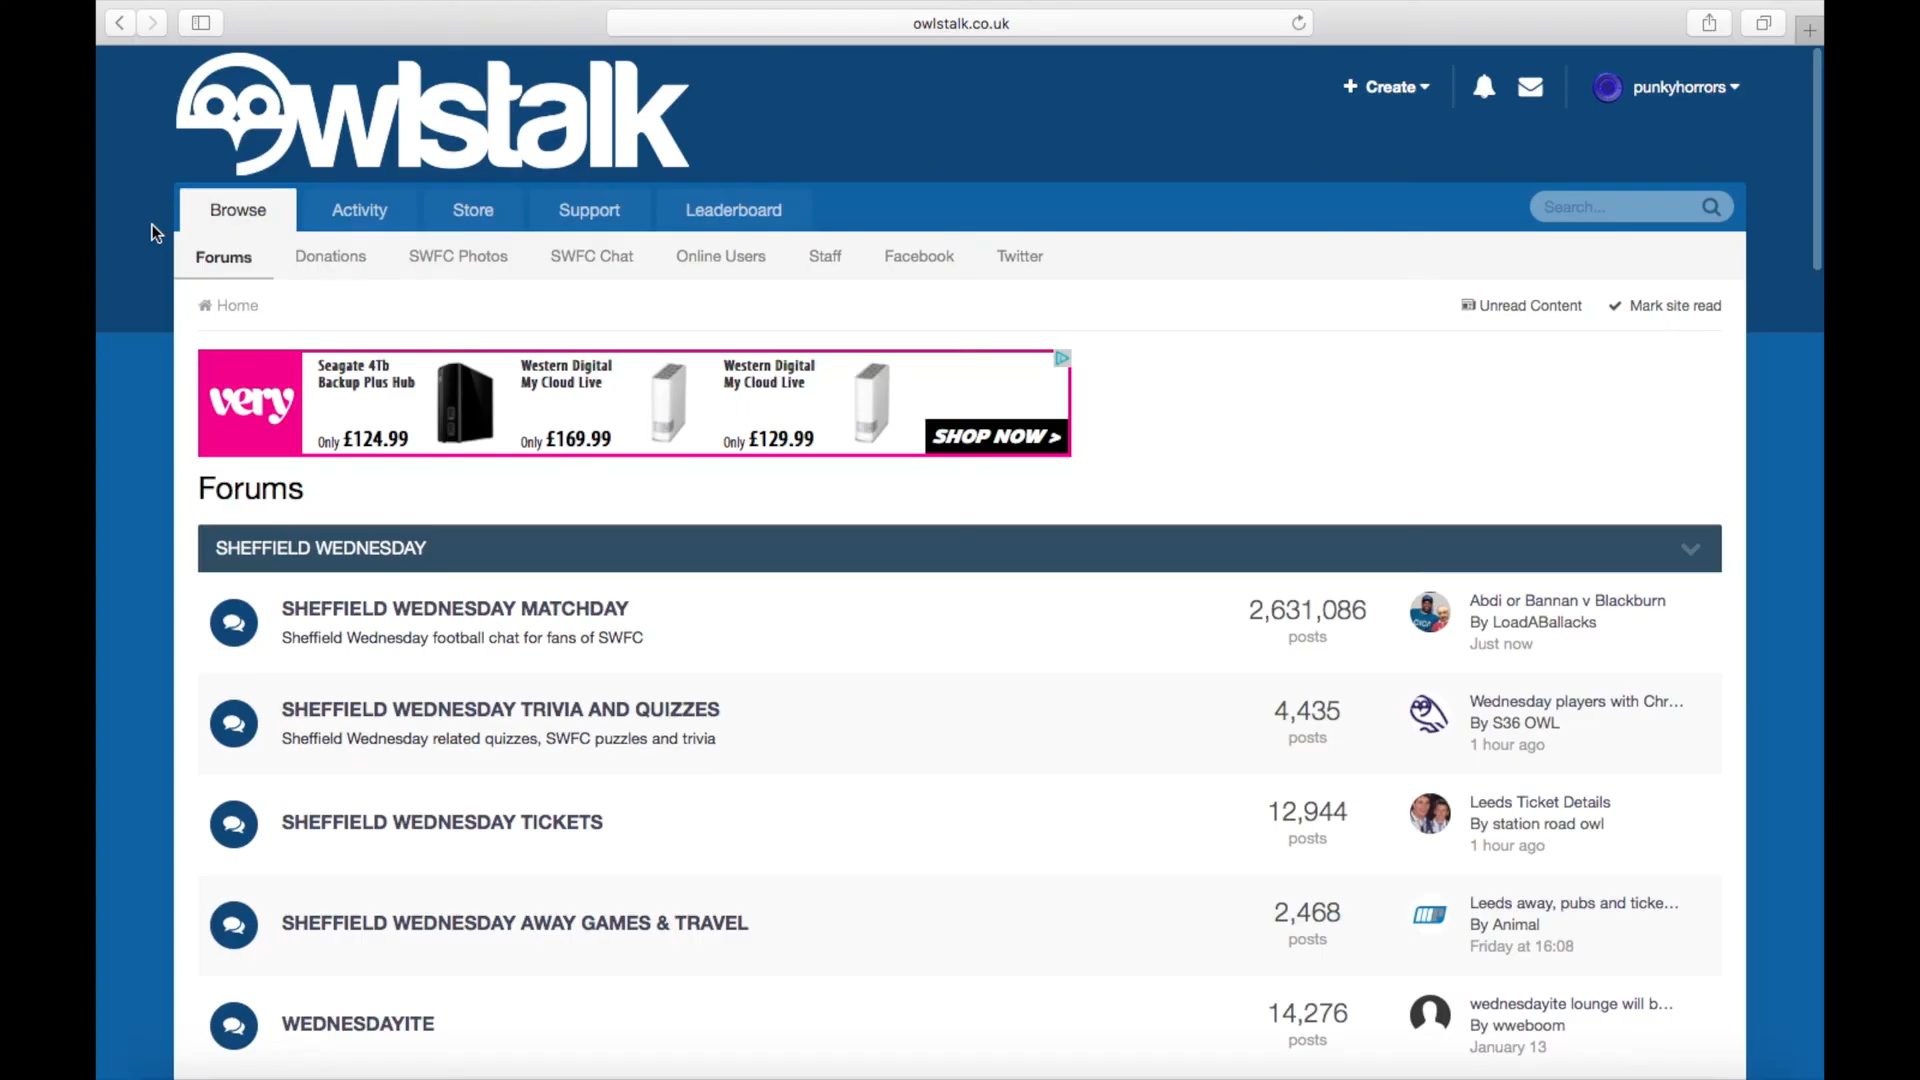 owlstalk.co.uk
owlstalk
+ Create
punkyhorrors
Browse
Activity
Store
Support
Leaderboard
Search...
Forums
Donations
SWFC Photos
SWFC Chat
Online Users
Staff
Facebook
Twitter
Home
Unread Content
Mark site read
very
Seagate 4Tb
Backup Plus Hub
Only £124.99
Western Digital
My Cloud Live
Only £169.99
Western Digital
My Cloud Live
Only £129.99
SHOP NOW >
Forums
SHEFFIELD WEDNESDAY
SHEFFIELD WEDNESDAY MATCHDAY
Sheffield Wednesday football chat for fans of SWFC
2,631,086
posts
Abdi or Bannan v Blackburn
By LoadABallacks
Just now
SHEFFIELD WEDNESDAY TRIVIA AND QUIZZES
Sheffield Wednesday related quizzes, SWFC puzzles and trivia
4,435
posts
Wednesday players with Chr...
By S36 OWL
1 hour ago
SHEFFIELD WEDNESDAY TICKETS
12,944
posts
Leeds Ticket Details
By station road owl
1 hour ago
SHEFFIELD WEDNESDAY AWAY GAMES & TRAVEL
2,468
posts
Leeds away, pubs and ticke...
By Animal
Friday at 16:08
WEDNESDAYITE
14,276
posts
wednesdayite lounge will b...
By wweboom
January 13